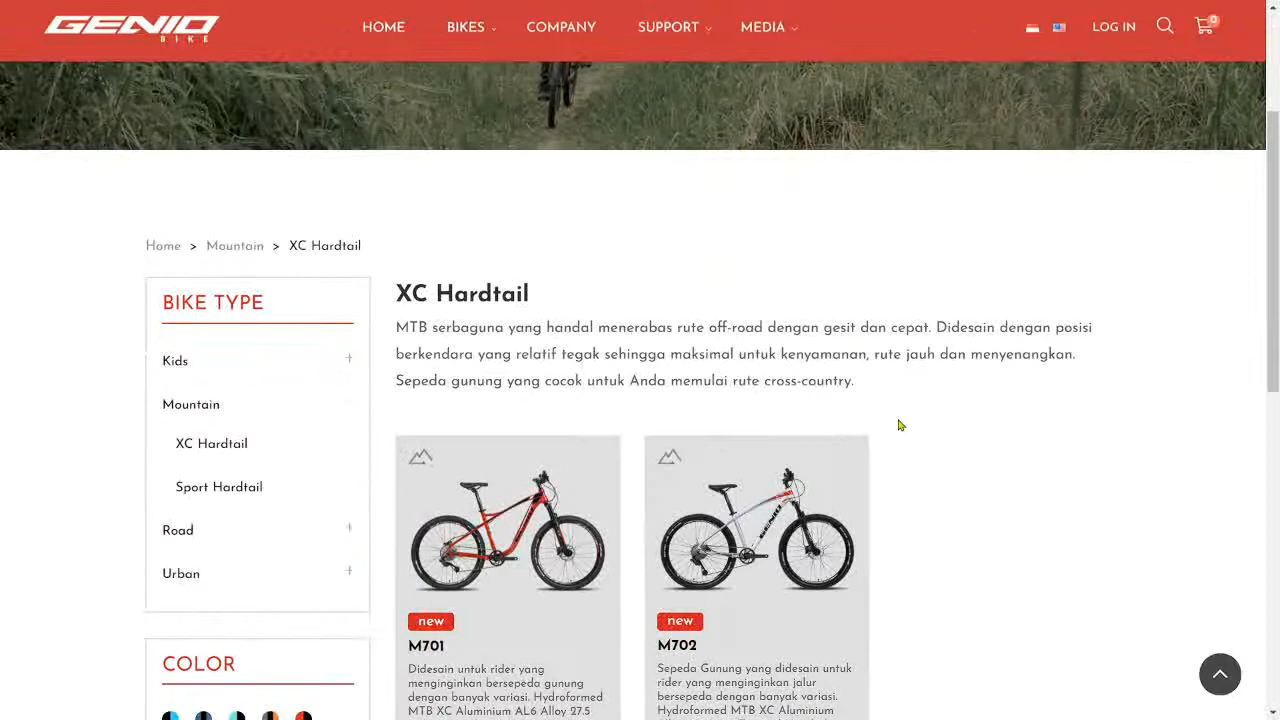 GENIO
BIKE
HOME
BIKES
COMPANY
SUPPORT
MEDIA
LOG IN
0
Home > Mountain > XC Hardtail
BIKE TYPE
Kids
Mountain
XC Hardtail
Sport Hardtail
Road
Urban
COLOR
XC Hardtail
MTB serbaguna yang handal menerabas rute off-road dengan gesit dan cepat. Didesain dengan posisi
berkendara yang relatif tegak sehingga maksimal untuk kenyamanan, rute jauh dan menyenangkan.
Sepeda gunung yang cocok untuk Anda memulai rute cross-country.
new
M701
Didesain untuk rider yang
menginginkan bersepeda gunung
dengan banyak variasi. Hydroformed
MTB XC Aluminium AL6 Alloy 27.5
GENIO
new
M702
Sepeda Gunung yang didesain untuk
rider yang menginginkan jalur
bersepeda dengan banyak variasi.
Hydroformed MTB XC Aluminium